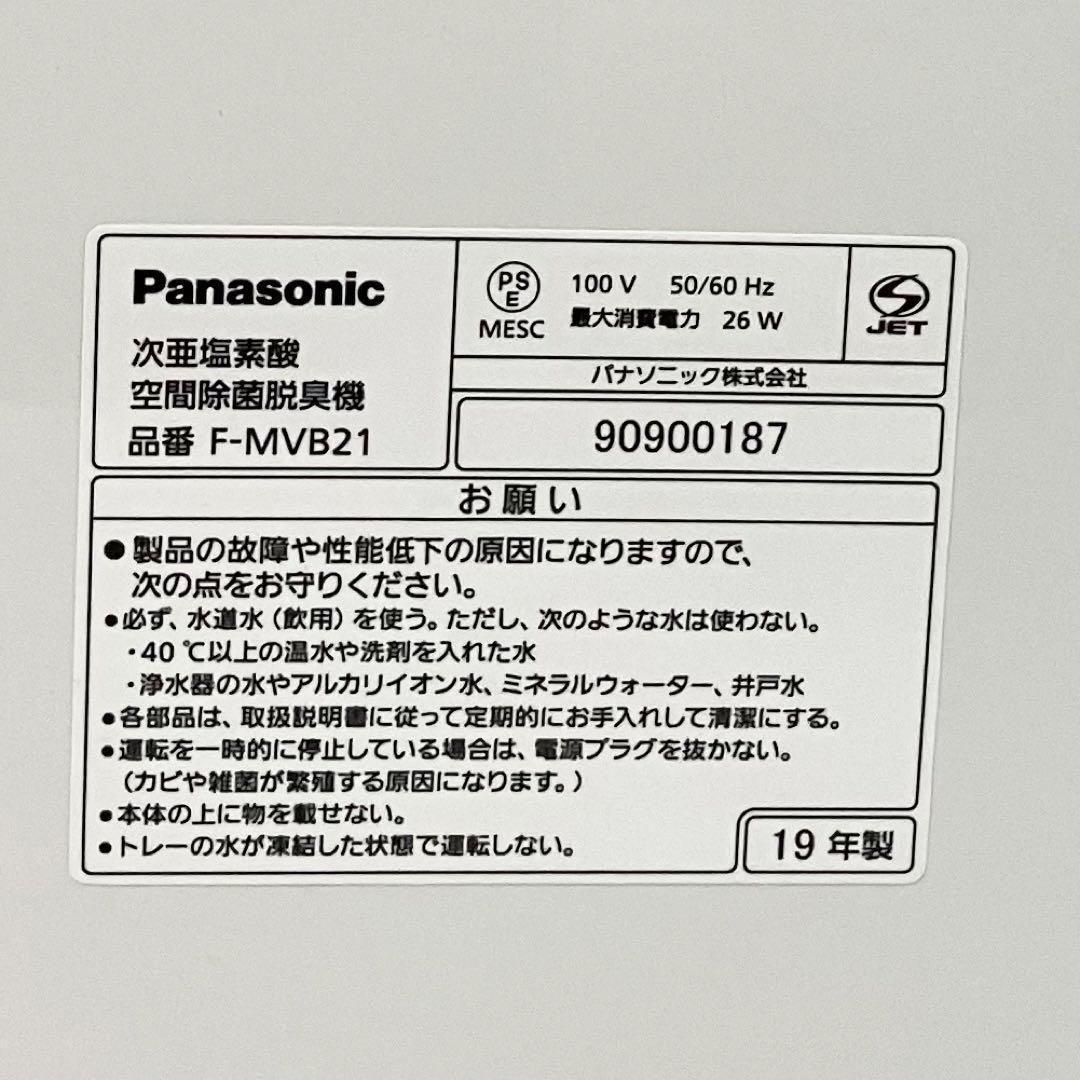 Panasonic
次亜塩素酸
空間除菌脱臭機
品番 F-MVB21
PSE
MESC
100 V 50/60 Hz
最大消費電力 26 W
JET
パナソニック株式会社
90900187
お願い
●製品の故障や性能低下の原因になりますので、
次の点をお守りください。
●必ず、水道水(飲用)を使う。ただし、次のような水は使わない。
・40 ℃以上の温水や洗剤を入れた水
・浄水器の水やアルカリイオン水、ミネラルウォーター、井戸水
●各部品は、取扱説明書に従って定期的にお手入れして清潔にする。
●運転を一時的に停止している場合は、電源プラグを抜かない。
(カビや雑菌が繁殖する原因になります。)
●本体の上に物を載せない。
●トレーの水が凍結した状態で運転しない。
19 年製